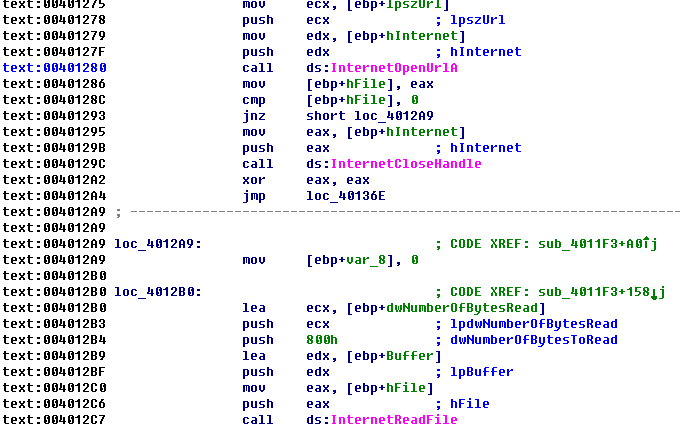 text:00401275 mov ecx, [ebp+lpszUrl]
text:00401278 push ecx ; lpszUrl
text:00401279 mov edx, [ebp+hInternet]
text:0040127F push edx ; hInternet
text:00401280 call ds:InternetOpenUrlA
text:00401286 mov [ebp+hFile], eax
text:0040128C cmp [ebp+hFile], 0
text:00401293 jnz short loc_4012A9
text:00401295 mov eax, [ebp+hInternet]
text:0040129B push eax ; hInternet
text:0040129C call ds:InternetCloseHandle
text:004012A2 xor eax, eax
text:004012A4 jmp loc_40136E
text:004012A9 ; ---------------------------------------------------------------------
text:004012A9
text:004012A9 loc_4012A9: ; CODE XREF: sub_4011F3+A0↑j
text:004012A9 mov [ebp+var_8], 0
text:004012B0
text:004012B0 loc_4012B0: ; CODE XREF: sub_4011F3+158↓j
text:004012B0 lea ecx, [ebp+dwNumberOfBytesRead]
text:004012B3 push ecx ; lpdwNumberOfBytesRead
text:004012B4 push 800h ; dwNumberOfBytesToRead
text:004012B9 lea edx, [ebp+Buffer]
text:004012BF push edx ; lpBuffer
text:004012C0 mov eax, [ebp+hFile]
text:004012C6 push eax ; hFile
text:004012C7 call ds:InternetReadFile